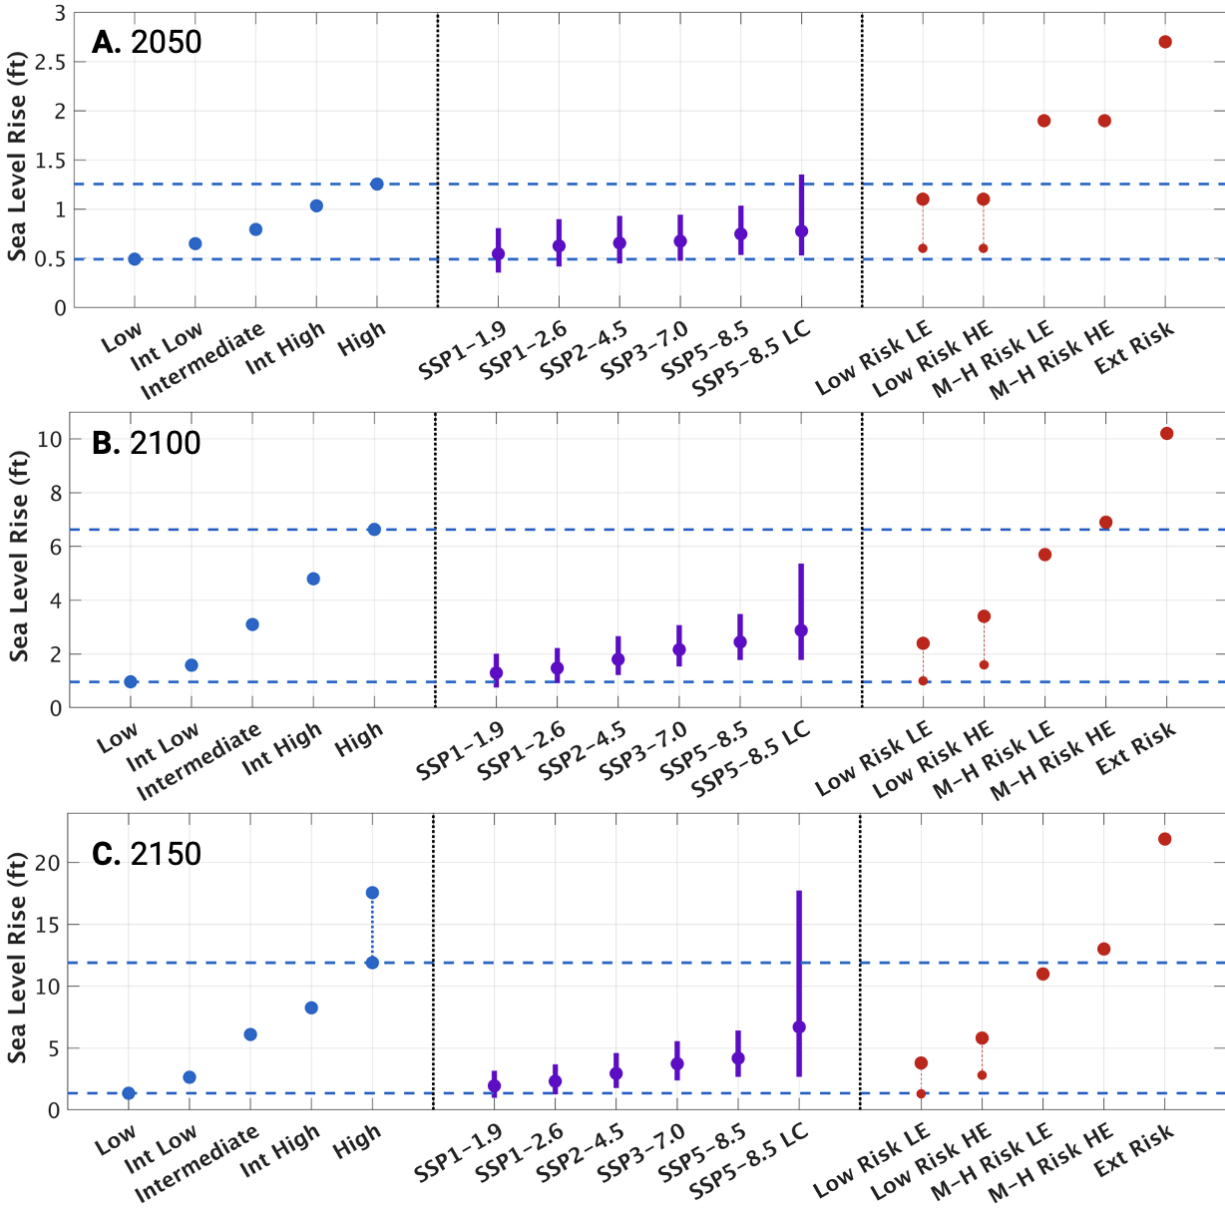 A. 2050
Sea Level Rise (ft)
3
2.5
2
1.5
1
0.5
0
Low
Int Low
Intermediate
Int High
High
SSP1-1.9
SSP1-2.6
SSP2-4.5
SSP3-7.0
SSP5-8.5
SSP5-8.5 LC
Low Risk LE
Low Risk HE
M-H Risk LE
M-H Risk HE
Ext Risk
B. 2100
Sea Level Rise (ft)
10
8
6
4
2
0
Low
Int Low
Intermediate
Int High
High
SSP1-1.9
SSP1-2.6
SSP2-4.5
SSP3-7.0
SSP5-8.5
SSP5-8.5 LC
Low Risk LE
Low Risk HE
M-H Risk LE
M-H Risk HE
Ext Risk
C. 2150
Sea Level Rise (ft)
20
15
10
5
0
Low
Int Low
Intermediate
Int High
High
SSP1-1.9
SSP1-2.6
SSP2-4.5
SSP3-7.0
SSP5-8.5
SSP5-8.5 LC
Low Risk LE
Low Risk HE
M-H Risk LE
M-H Risk HE
Ext Risk